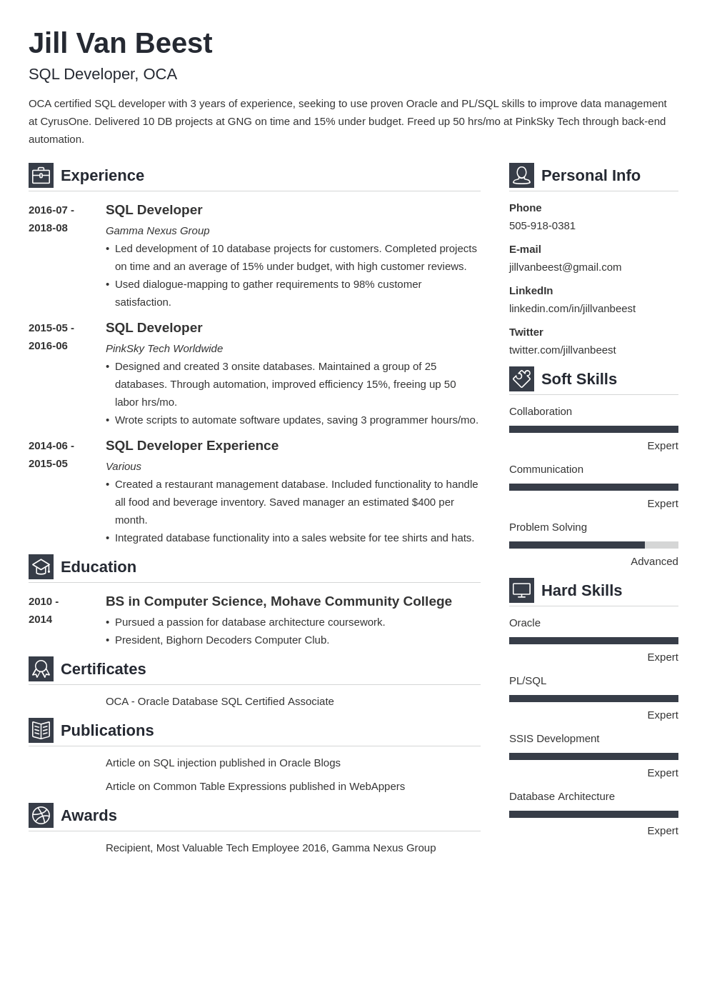 Jill Van Beest
SQL Developer, OCA
OCA certified SQL developer with 3 years of experience, seeking to use proven Oracle and PL/SQL skills to improve data management
at CyrusOne. Delivered 10 DB projects at GNG on time and 15% under budget. Freed up 50 hrs/mo at PinkSky Tech through back-end
automation.
Experience
2016-07 -
2018-08
SQL Developer
Gamma Nexus Group
• Led development of 10 database projects for customers. Completed projects
on time and an average of 15% under budget, with high customer reviews.
• Used dialogue-mapping to gather requirements to 98% customer
satisfaction.
2015-05 -
2016-06
SQL Developer
PinkSky Tech Worldwide
• Designed and created 3 onsite databases. Maintained a group of 25
databases. Through automation, improved efficiency 15%, freeing up 50
labor hrs/mo.
• Wrote scripts to automate software updates, saving 3 programmer hours/mo.
2014-06 -
2015-05
SQL Developer Experience
Various
• Created a restaurant management database. Included functionality to handle
all food and beverage inventory. Saved manager an estimated $400 per
month.
• Integrated database functionality into a sales website for tee shirts and hats.
Education
2010 -
2014
BS in Computer Science, Mohave Community College
• Pursued a passion for database architecture coursework.
• President, Bighorn Decoders Computer Club.
Certificates
OCA - Oracle Database SQL Certified Associate
Publications
Article on SQL injection published in Oracle Blogs
Article on Common Table Expressions published in WebAppers
Awards
Recipient, Most Valuable Tech Employee 2016, Gamma Nexus Group
Personal Info
Phone
505-918-0381
E-mail
jillvanbeest@gmail.com
LinkedIn
linkedin.com/in/jillvanbeest
Twitter
twitter.com/jillvanbeest
Soft Skills
Collaboration
Expert
Communication
Expert
Problem Solving
Advanced
Hard Skills
Oracle
Expert
PL/SQL
Expert
SSIS Development
Expert
Database Architecture
Expert